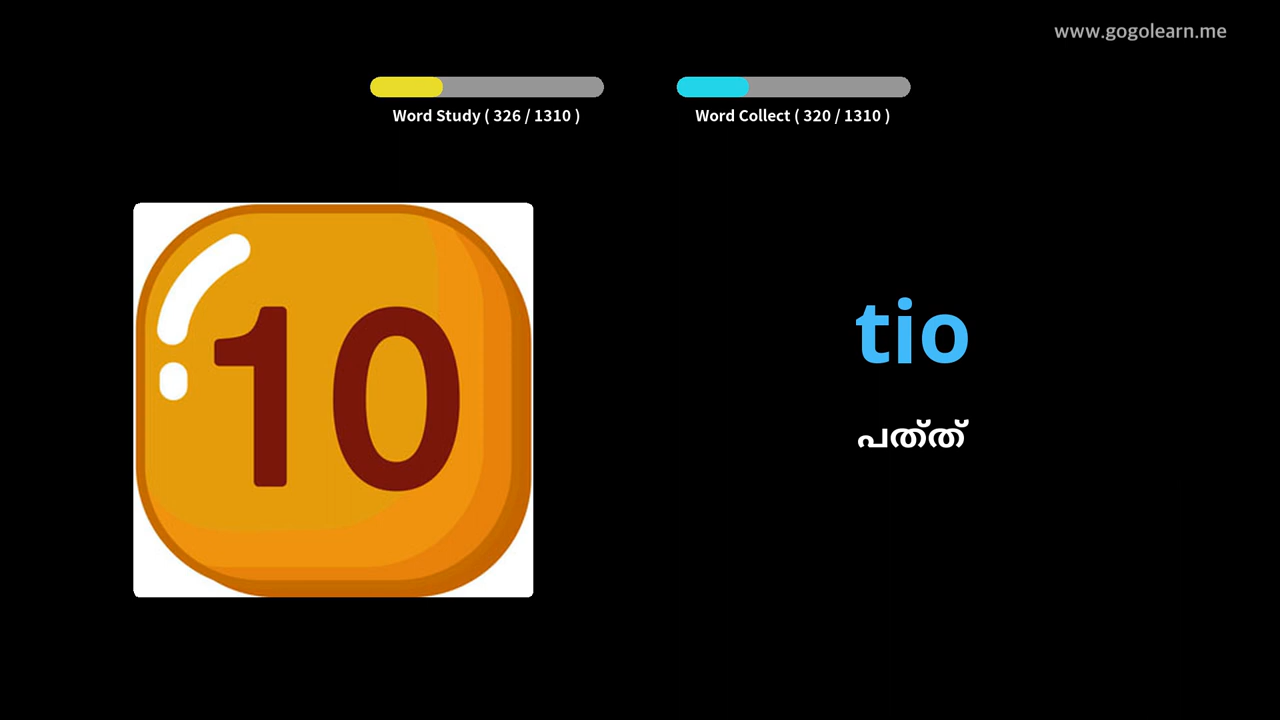 www.gogolearn.me
Word Study ( 326 / 1310 )
Word Collect ( 320 / 1310 )
10
tio
പത്ത്